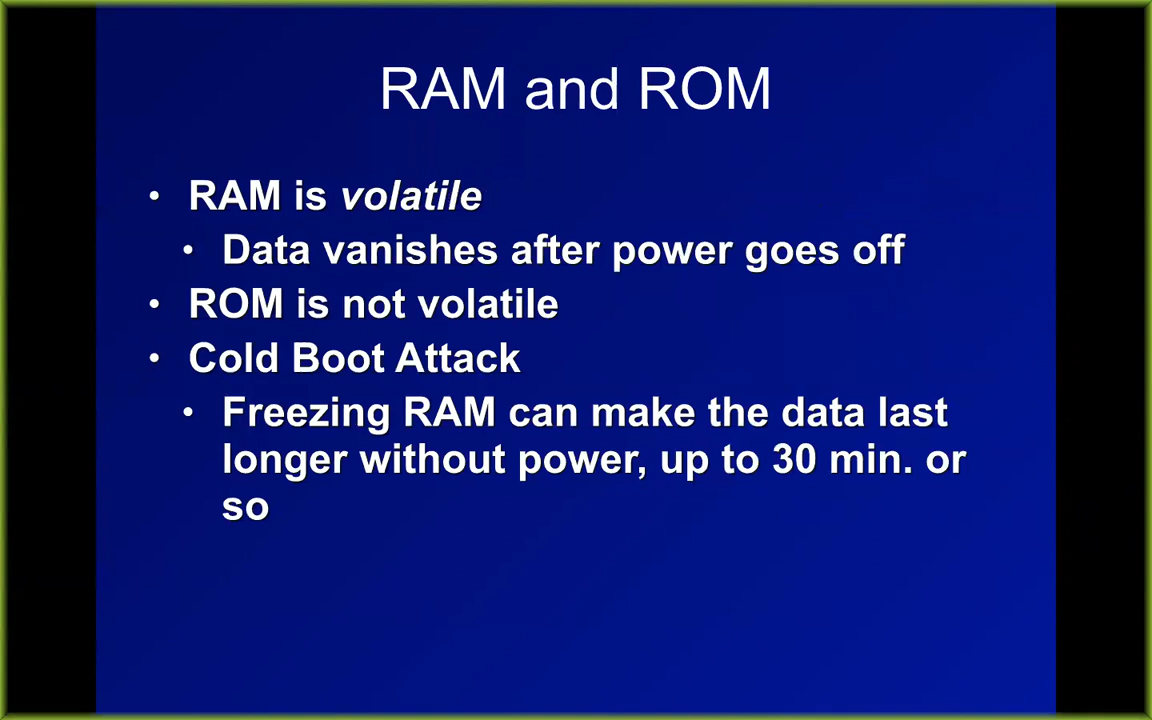 RAM and ROM
• RAM is volatile
• Data vanishes after power goes off
• ROM is not volatile
• Cold Boot Attack
• Freezing RAM can make the data last
longer without power, up to 30 min. or
so